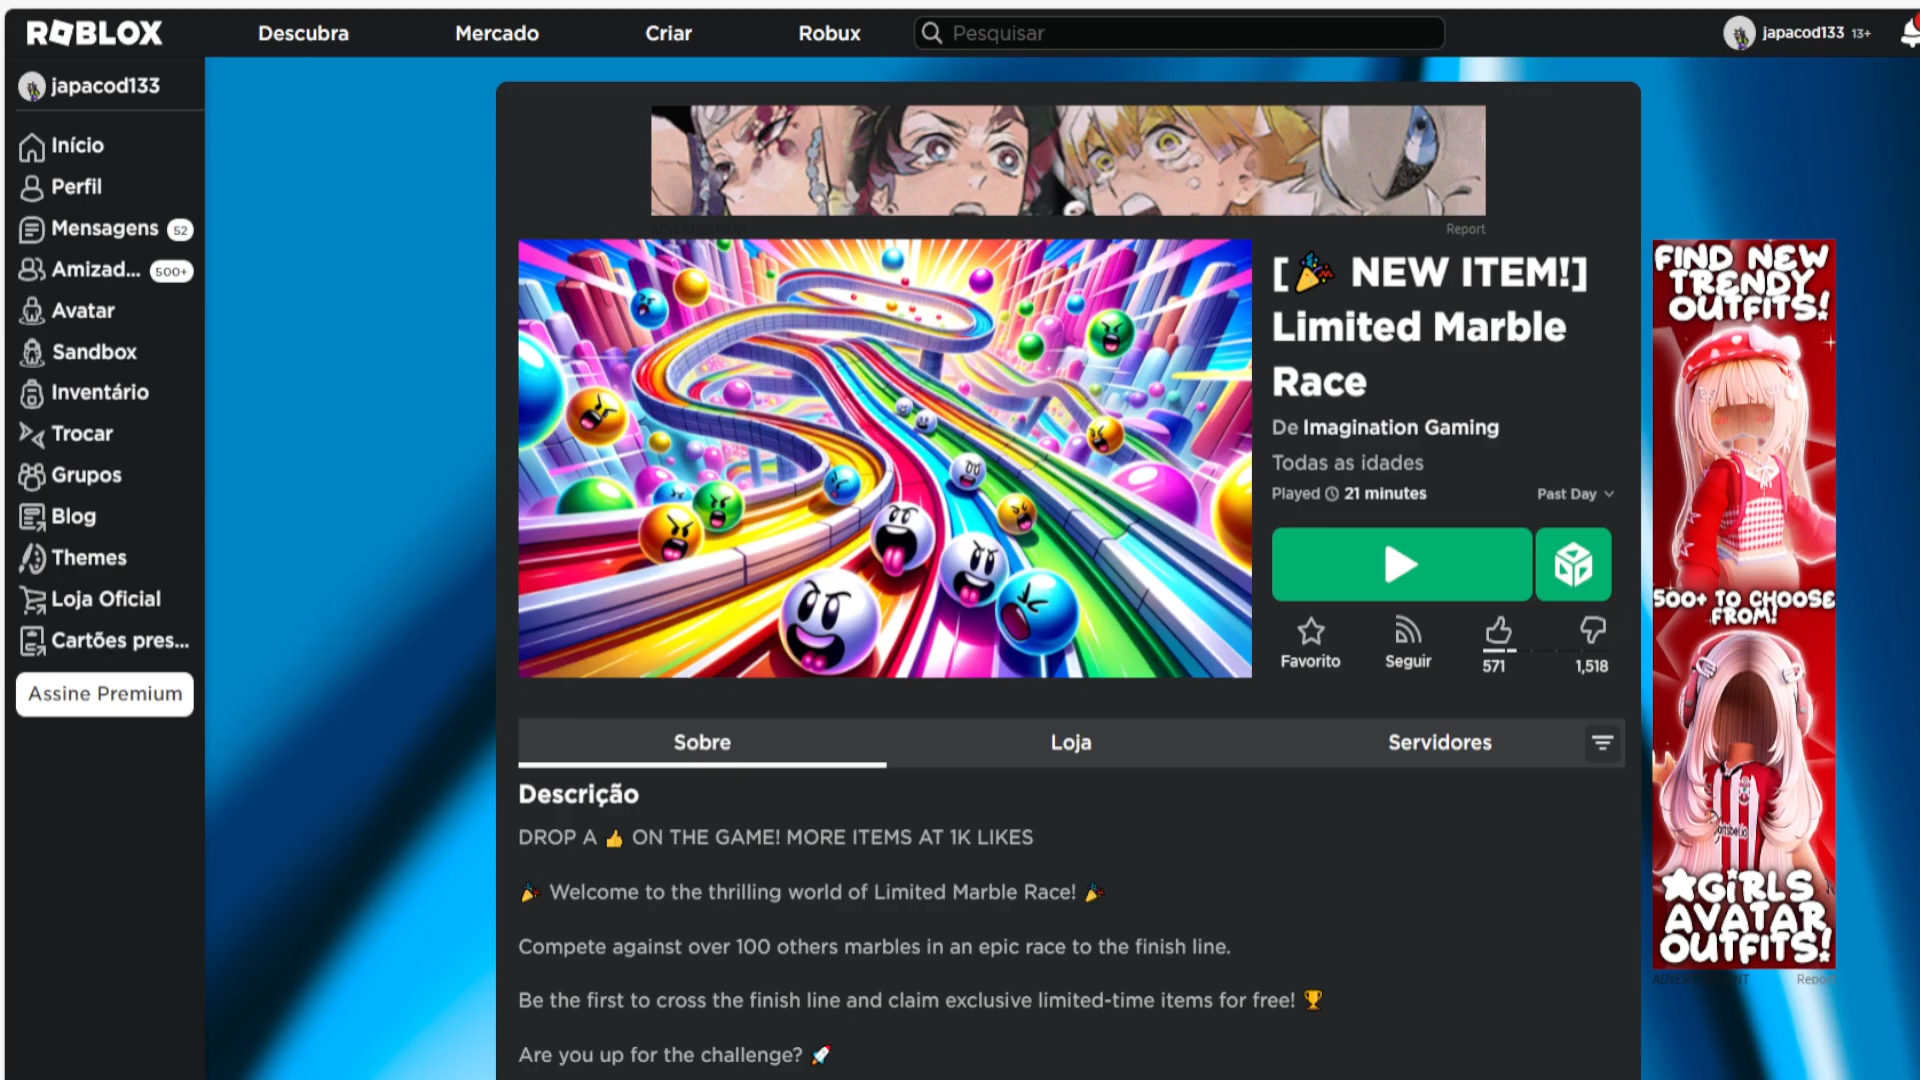 ROBLOX
Descubra
Mercado
Criar
Robux
Pesquisar
japacod133 13+
japacod133
Início
Perfil
Mensagens 52
Amizad... 500+
Avatar
Sandbox
Inventário
Trocar
Grupos
Blog
Themes
Loja Oficial
Cartões pres...
Assine Premium
ADVERTISEMENT
Report
[🎉 NEW ITEM!]
Limited Marble
Race
De Imagination Gaming
Todas as idades
Played 21 minutes
Past Day
Favorito
Seguir
571
1,518
Sobre
Loja
Servidores
Descrição
DROP A 👍 ON THE GAME! MORE ITEMS AT 1K LIKES
🎉 Welcome to the thrilling world of Limited Marble Race! 🎉
Compete against over 100 others marbles in an epic race to the finish line.
Be the first to cross the finish line and claim exclusive limited-time items for free! 🏆
Are you up for the challenge? 🚀
FIND NEW
TRENDY
OUTFITS!
500+ TO CHOOSE
FROM!
GIRLS
AVATAR
OUTFITS!
ADVERTISEMENT
Report